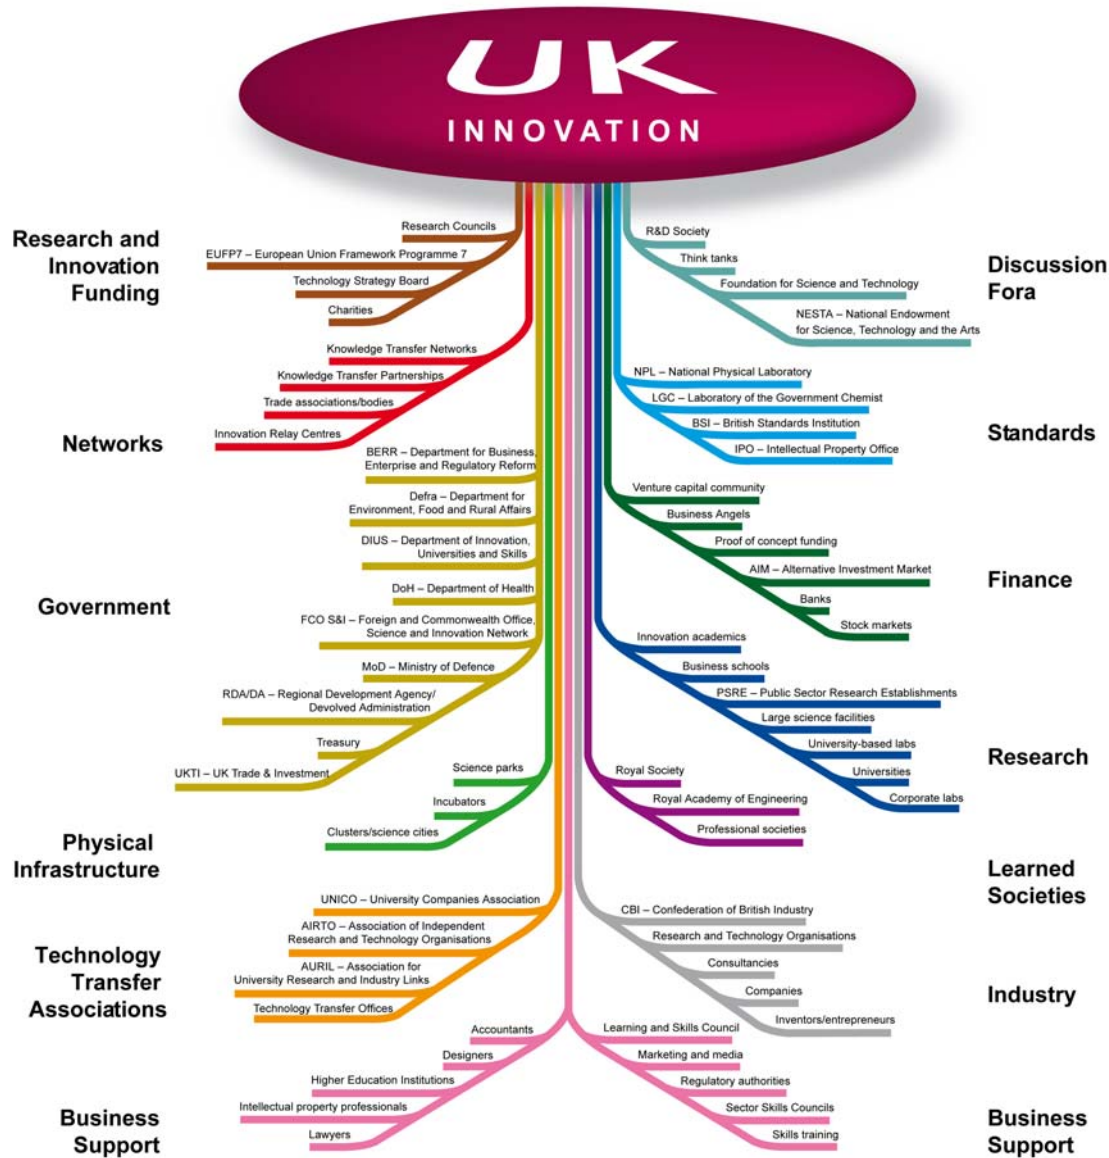 UK
INNOVATION
Research and
Innovation
Funding
Research Councils
EUFP7 – European Union Framework Programme 7
Technology Strategy Board
Charities
Networks
Knowledge Transfer Networks
Knowledge Transfer Partnerships
Trade associations/bodies
Innovation Relay Centres
Government
BERR – Department for Business,
Enterprise and Regulatory Reform
Defra – Department for
Environment, Food and Rural Affairs
DIUS – Department of Innovation,
Universities and Skills
DoH – Department of Health
FCO S&I – Foreign and Commonwealth Office,
Science and Innovation Network
MoD – Ministry of Defence
RDA/DA – Regional Development Agency/
Devolved Administration
Treasury
UKTI – UK Trade & Investment
Physical
Infrastructure
Science parks
Incubators
Clusters/science cities
Technology
Transfer
Associations
UNICO – University Companies Association
AIRTO – Association of Independent
Research and Technology Organisations
AURIL – Association for
University Research and Industry Links
Technology Transfer Offices
Business
Support
Accountants
Designers
Higher Education Institutions
Intellectual property professionals
Lawyers
Discussion
Fora
R&D Society
Think tanks
Foundation for Science and Technology
NESTA – National Endowment
for Science, Technology and the Arts
Standards
NPL – National Physical Laboratory
LGC – Laboratory of the Government Chemist
BSI – British Standards Institution
IPO – Intellectual Property Office
Finance
Venture capital community
Business Angels
Proof of concept funding
AIM – Alternative Investment Market
Banks
Stock markets
Research
Innovation academics
Business schools
PSRE – Public Sector Research Establishments
Large science facilities
University-based labs
Universities
Corporate labs
Learned
Societies
Royal Society
Royal Academy of Engineering
Professional societies
Industry
CBI – Confederation of British Industry
Research and Technology Organisations
Consultancies
Companies
Inventors/entrepreneurs
Business
Support
Learning and Skills Council
Marketing and media
Regulatory authorities
Sector Skills Councils
Skills training